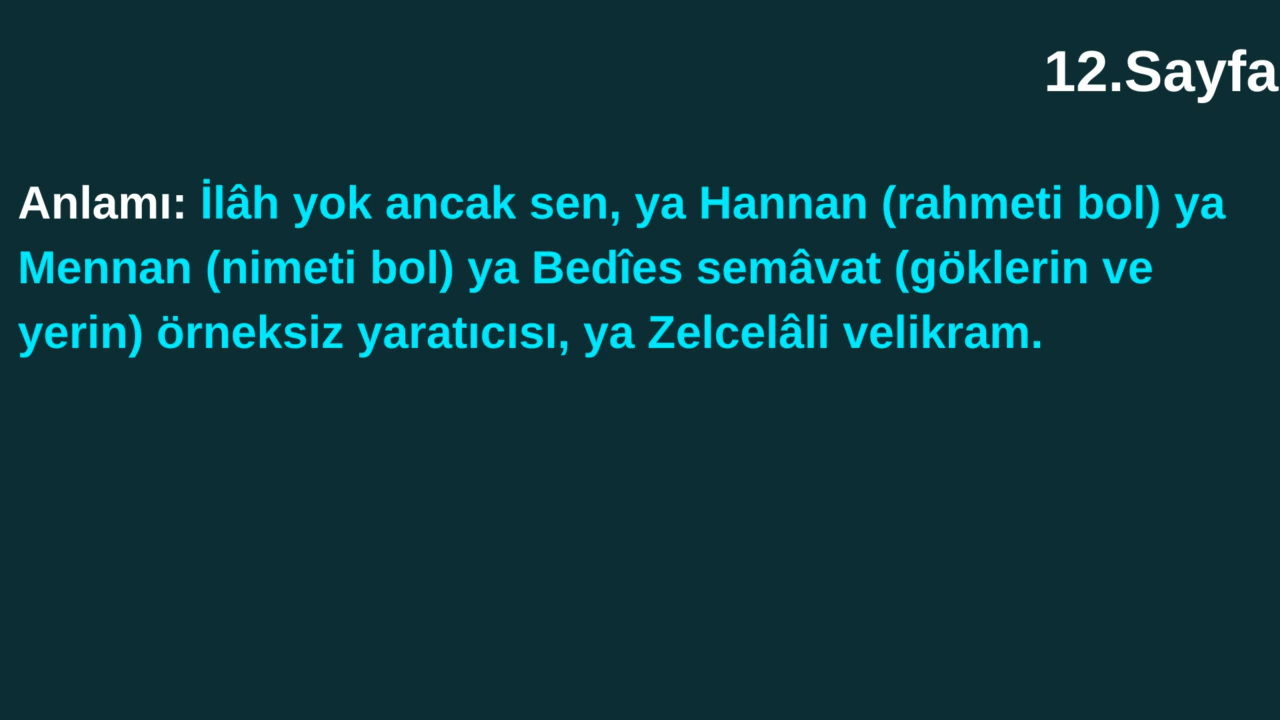 12.Sayfa
Anlamı: İlâh yok ancak sen, ya Hannan (rahmeti bol) ya
Mennan (nimeti bol) ya Bedîes semâvat (göklerin ve
yerin) örneksiz yaratıcısı, ya Zelcelâli velikram.